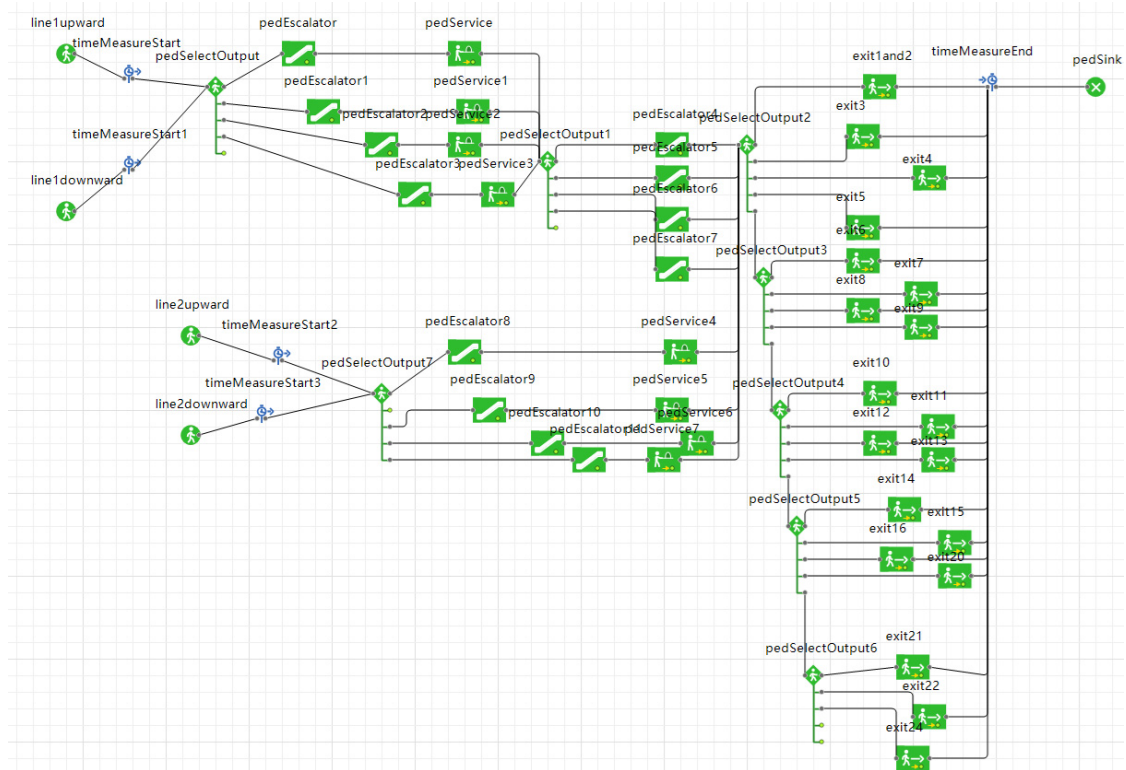 line1upward
timeMeasureStart
pedSelectOutput
pedEscalator
pedService
pedEscalator1
pedService1
pedEscalator2
pedService2
timeMeasureStart1
pedEscalator3
pedService3
line1downward
pedSelectOutput1
pedEscalator4
pedEscalator5
pedEscalator6
pedEscalator7
pedSelectOutput2
exit1and2
timeMeasureEnd
pedSink
exit3
exit4
exit5
exit6
pedSelectOutput3
exit7
exit8
exit9
line2upward
timeMeasureStart2
pedSelectOutput7
pedEscalator8
pedService4
timeMeasureStart3
line2downward
pedEscalator9
pedService5
pedEscalator10
pedService6
pedEscalator11
pedService7
pedSelectOutput4
exit10
exit11
exit12
exit13
pedSelectOutput5
exit14
exit15
exit16
exit20
pedSelectOutput6
exit21
exit22
exit24